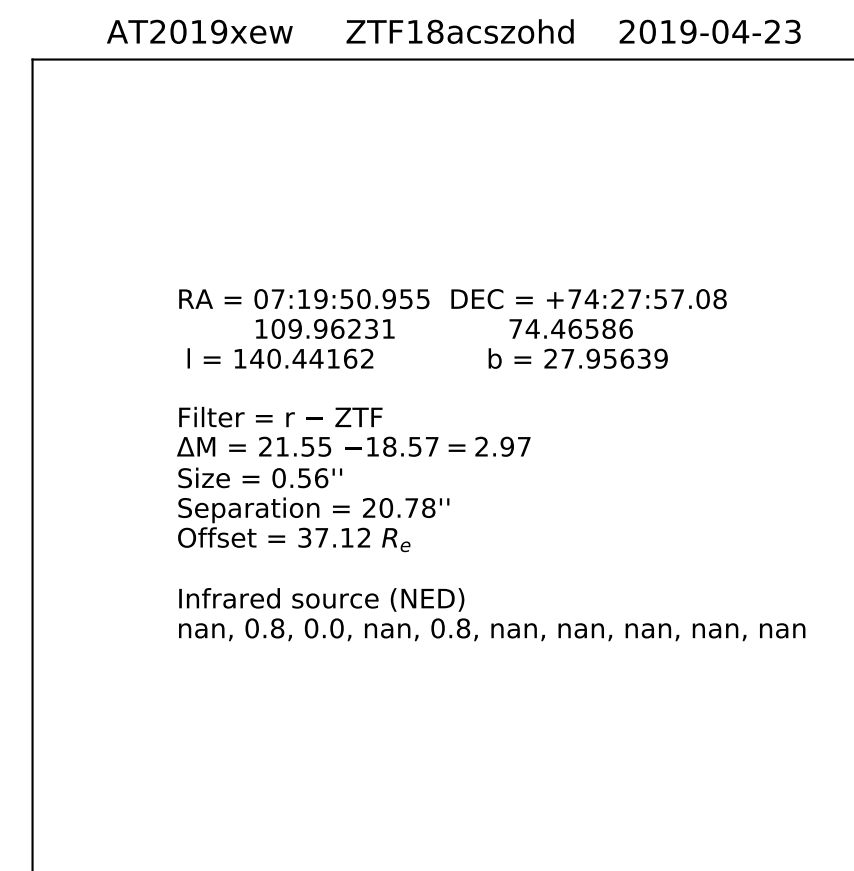 AT2019xew ZTF18acszohd 2019-04-23
RA = 07:19:50.955 DEC = +74:27:57.08
109.96231 74.46586
l = 140.44162 b = 27.95639
Filter = r − ZTF
ΔM = 21.55 −18.57 = 2.97
Size = 0.56''
Separation = 20.78''
Offset = 37.12 Rₑ
Infrared source (NED)
nan, 0.8, 0.0, nan, 0.8, nan, nan, nan, nan, nan